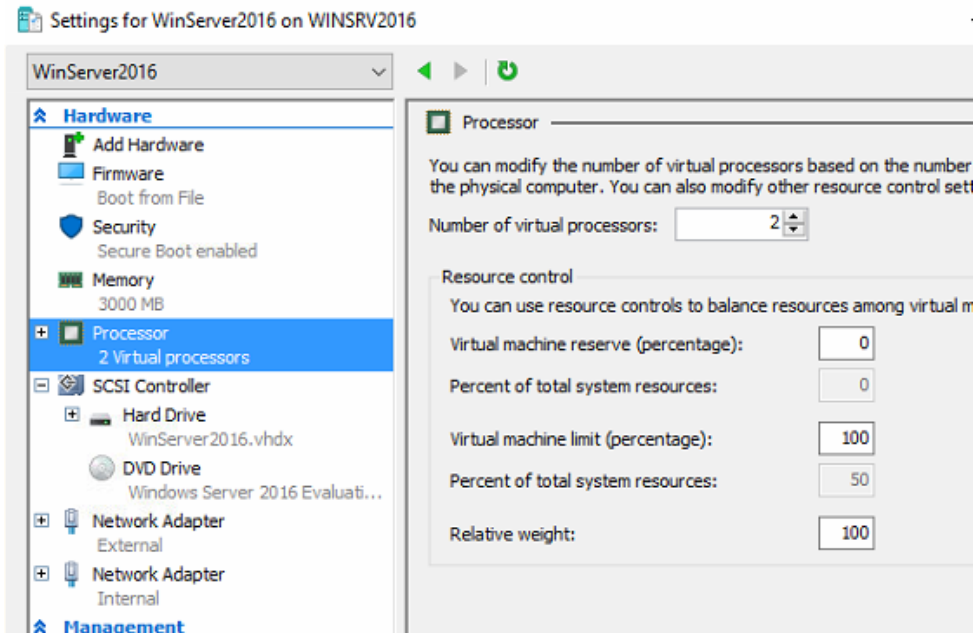 Settings for WinServer2016 on WINSRV2016
WinServer2016
Hardware
Add Hardware
Firmware
Boot from File
Security
Secure Boot enabled
Memory
3000 MB
Processor
2 Virtual processors
SCSI Controller
Hard Drive
WinServer2016.vhdx
DVD Drive
Windows Server 2016 Evaluati...
Network Adapter
External
Network Adapter
Internal
Management
Processor
You can modify the number of virtual processors based on the number
the physical computer. You can also modify other resource control sett
Number of virtual processors: 2
Resource control
You can use resource controls to balance resources among virtual m
Virtual machine reserve (percentage): 0
Percent of total system resources: 0
Virtual machine limit (percentage): 100
Percent of total system resources: 50
Relative weight: 100